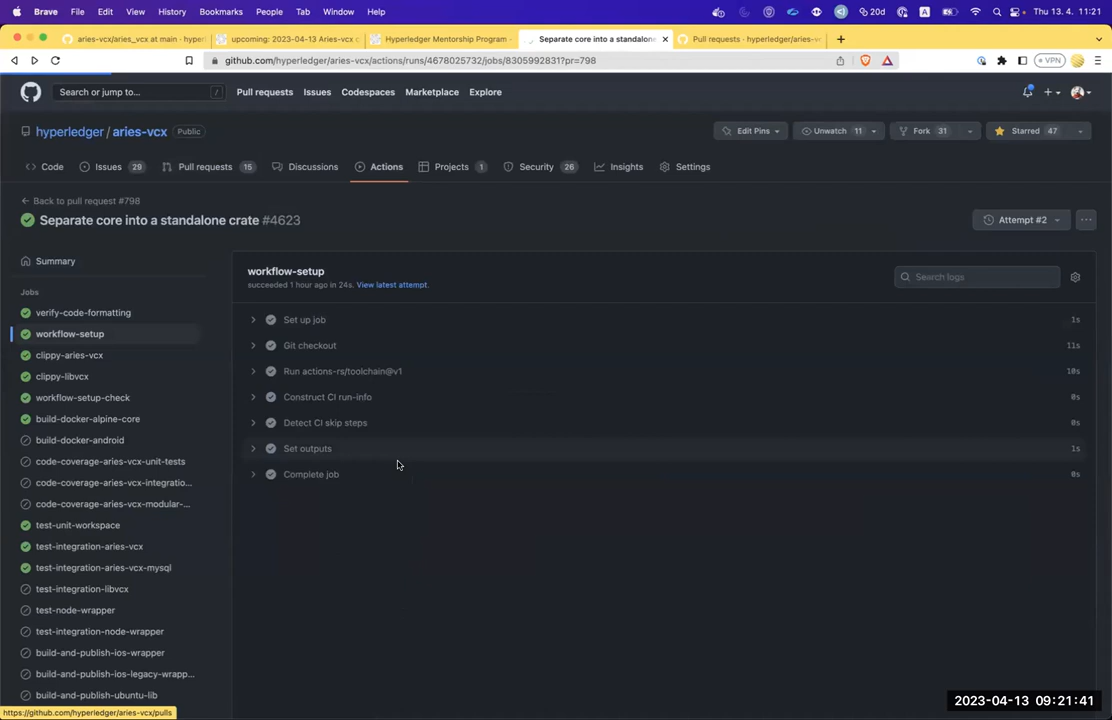 Brave File Edit View History Bookmarks People Tab Window Help 20d A Thu 13. 4. 11:21
aries-vcx/aries_vcx at main · hyper
upcoming: 2023-04-13 Aries-vcx c
Hyperledger Mentorship Program -
Separate core into a standalone
Pull requests · hyperledger/aries-v
github.com/hyperledger/aries-vcx/actions/runs/4678025732/jobs/8305992831?pr=798
VPN
Search or jump to... /
Pull requests Issues Codespaces Marketplace Explore
hyperledger / aries-vcx Public
Edit Pins Unwatch 11 Fork 31 Starred 47
Code Issues 29 Pull requests 15 Discussions Actions Projects 1 Security 26 Insights Settings
Back to pull request #798
Separate core into a standalone crate #4623
Attempt #2
Summary
Jobs
verify-code-formatting
workflow-setup
clippy-aries-vcx
clippy-libvcx
workflow-setup-check
build-docker-alpine-core
build-docker-android
code-coverage-aries-vcx-unit-tests
code-coverage-aries-vcx-integratio...
code-coverage-aries-vcx-modular-...
test-unit-workspace
test-integration-aries-vcx
test-integration-aries-vcx-mysql
test-integration-libvcx
test-node-wrapper
test-integration-node-wrapper
build-and-publish-ios-wrapper
build-and-publish-ios-legacy-wrapp...
build-and-publish-ubuntu-lib
workflow-setup
succeeded 1 hour ago in 24s. View latest attempt.
Search logs
Set up job 1s
Git checkout 11s
Run actions-rs/toolchain@v1 10s
Construct CI run-info 0s
Detect CI skip steps 0s
Set outputs 1s
Complete job 0s
https://github.com/hyperledger/aries-vcx/pulls
2023-04-13 09:21:41